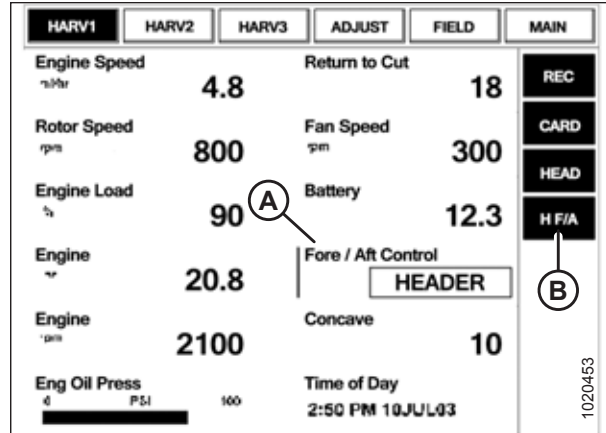 HARV1 HARV2 HARV3 ADJUST FIELD MAIN
Engine Speed Return to Cut REC
4.8 18
Rotor Speed Fan Speed CARD
rpm rpm
800 300
HEAD
Engine Load A Battery
% 90 12.3 H F/A
Engine Fore / Aft Control
20.8 HEADER B
Engine Concave
rpm 2100 10
Eng Oil Press Time of Day
0 PSI 100 2:50 PM 10JUL03
1020453